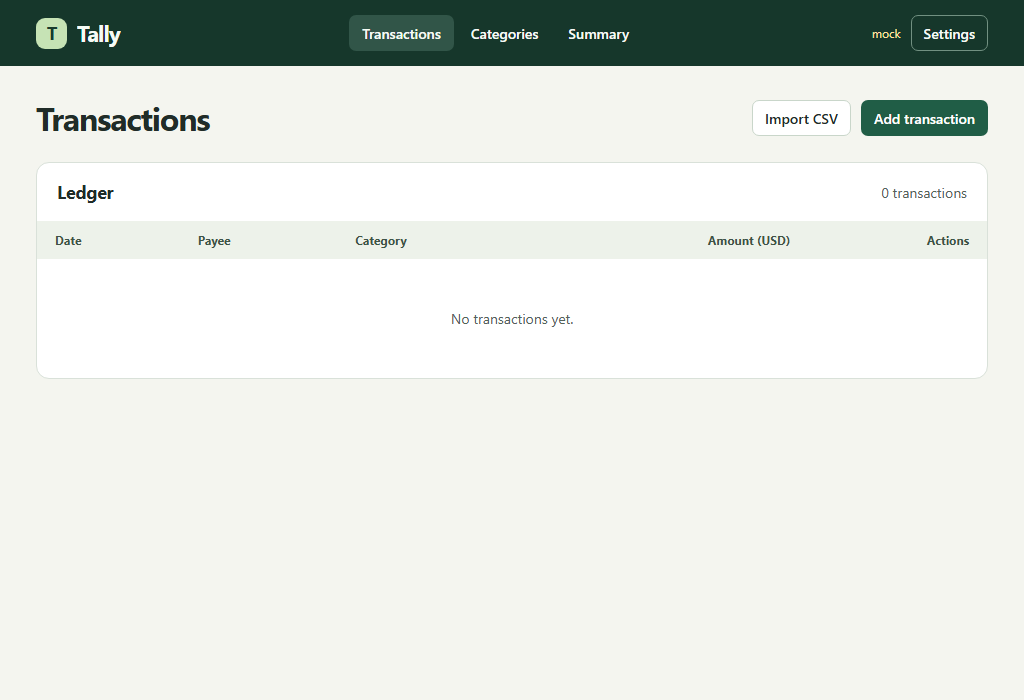 T Tally Transactions Categories Summary mock Settings
Transactions Import CSV Add transaction
Ledger 0 transactions
Date Payee Category Amount (USD) Actions
No transactions yet.